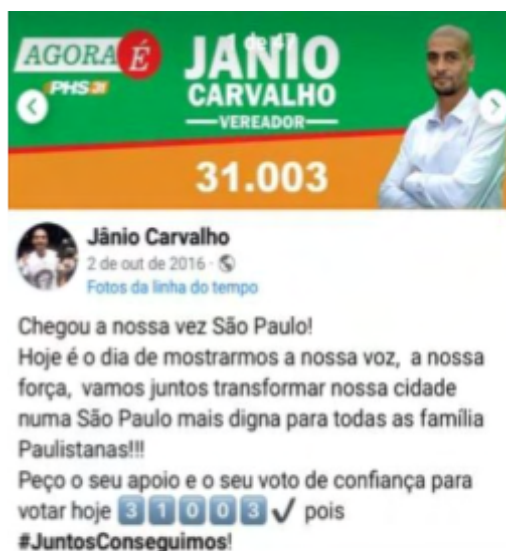 1 de 47
AGORA É
PHS 31
JANIO
CARVALHO
VEREADOR
31.003
Jânio Carvalho
2 de out de 2016 ·
Fotos da linha do tempo
Chegou a nossa vez São Paulo!
Hoje é o dia de mostrarmos a nossa voz, a nossa
força, vamos juntos transformar nossa cidade
numa São Paulo mais digna para todas as família
Paulistanas!!!
Peço o seu apoio e o seu voto de confiança para
votar hoje 3 1 0 0 3 ✓ pois
#JuntosConseguimos!